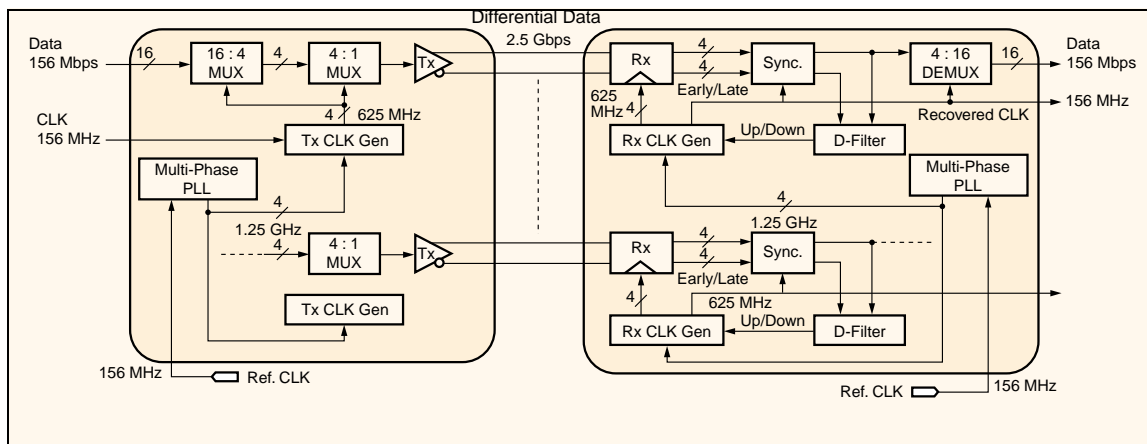 Differential Data
2.5 Gbps
Data
156 Mbps
16
16 : 4
MUX
4
4 : 1
MUX
Tx
4
625 MHz
CLK
156 MHz
Tx CLK Gen
Multi-Phase
PLL
4
1.25 GHz
4
4 : 1
MUX
Tx
Tx CLK Gen
156 MHz
Ref. CLK
Rx
4
4
Early/Late
Sync.
4 : 16
DEMUX
16
Data
156 Mbps
156 MHz
625
MHz
4
Recovered CLK
Rx CLK Gen
Up/Down
D-Filter
Multi-Phase
PLL
4
1.25 GHz
Rx
4
4
Early/Late
Sync.
4
625 MHz
Rx CLK Gen
Up/Down
D-Filter
Ref. CLK
156 MHz